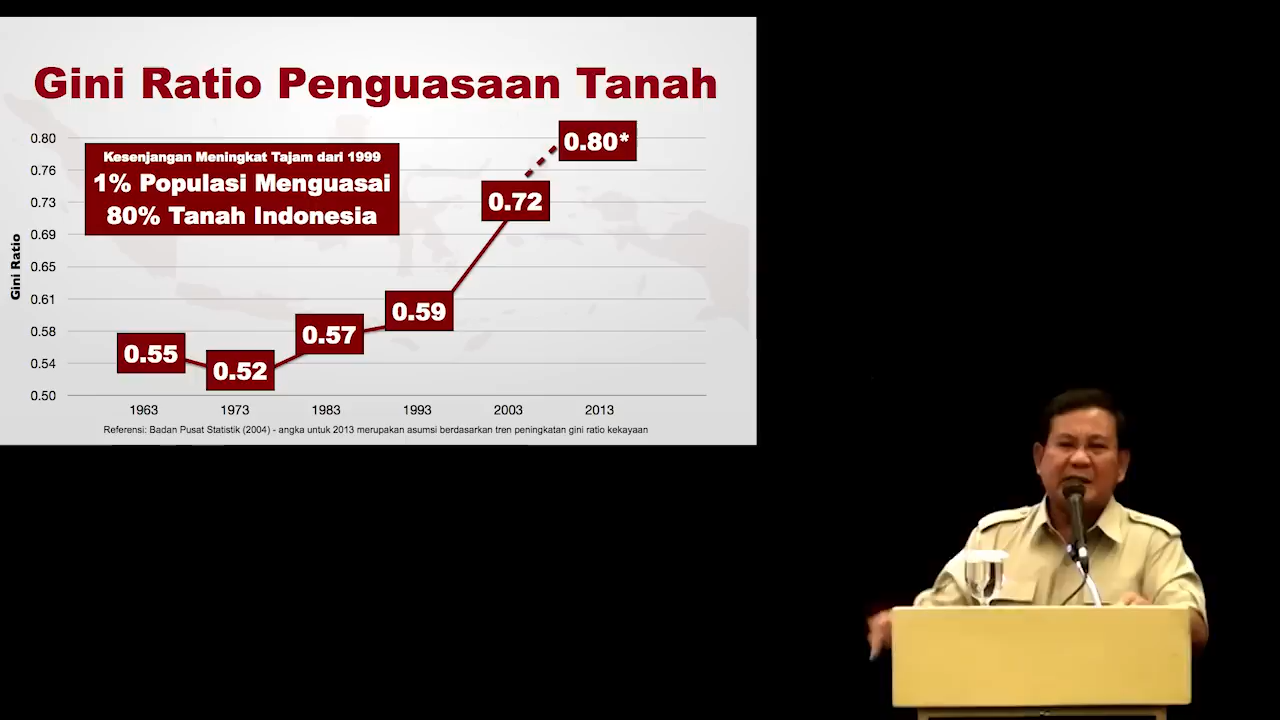 Gini Ratio Penguasaan Tanah
0.80
0.76
0.73
0.69
0.65
0.61
0.58
0.54
0.50
Gini Ratio
Kesenjangan Meningkat Tajam dari 1999
1% Populasi Menguasai
80% Tanah Indonesia
0.55
0.52
0.57
0.59
0.72
0.80*
1963 1973 1983 1993 2003 2013
Referensi: Badan Pusat Statistik (2004) - angka untuk 2013 merupakan asumsi berdasarkan tren peningkatan gini ratio kekayaan